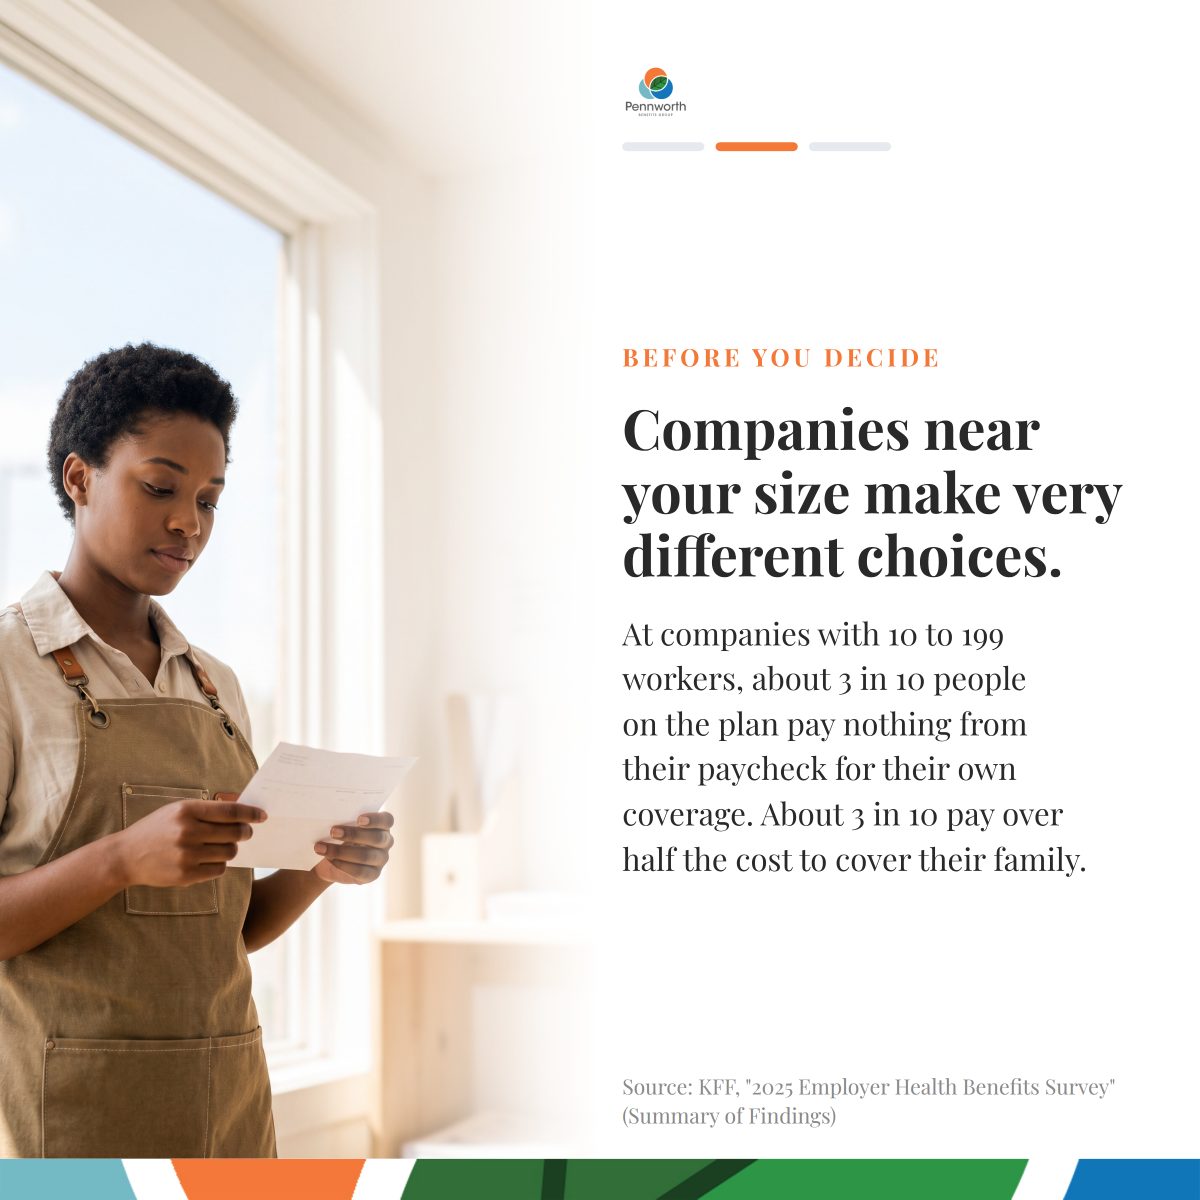 Pennworth
BENEFITS GROUP
BEFORE YOU DECIDE
Companies near
your size make very
different choices.
At companies with 10 to 199
workers, about 3 in 10 people
on the plan pay nothing from
their paycheck for their own
coverage. About 3 in 10 pay over
half the cost to cover their family.
Source: KFF, "2025 Employer Health Benefits Survey"
(Summary of Findings)